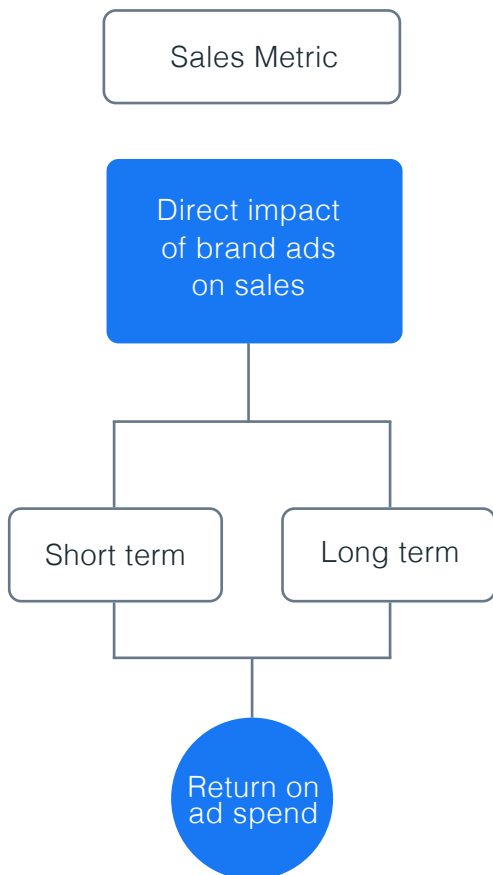 Sales Metric
Direct impact
of brand ads
on sales
Short term
Long term
Return on
ad spend